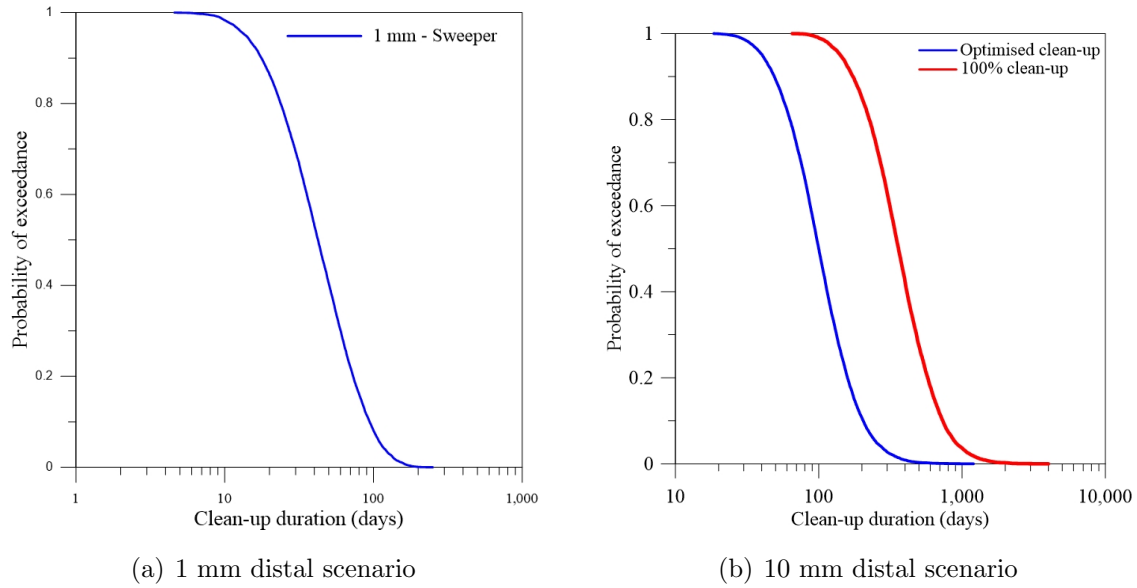 1
0.8
0.6
0.4
0.2
0
Probability of exceedance
1 mm - Sweeper
1
10
100
1,000
Clean-up duration (days)
(a) 1 mm distal scenario
1
0.8
0.6
0.4
0.2
0
Probability of exceedance
Optimised clean-up
100% clean-up
10
100
1,000
10,000
Clean-up duration (days)
(b) 10 mm distal scenario